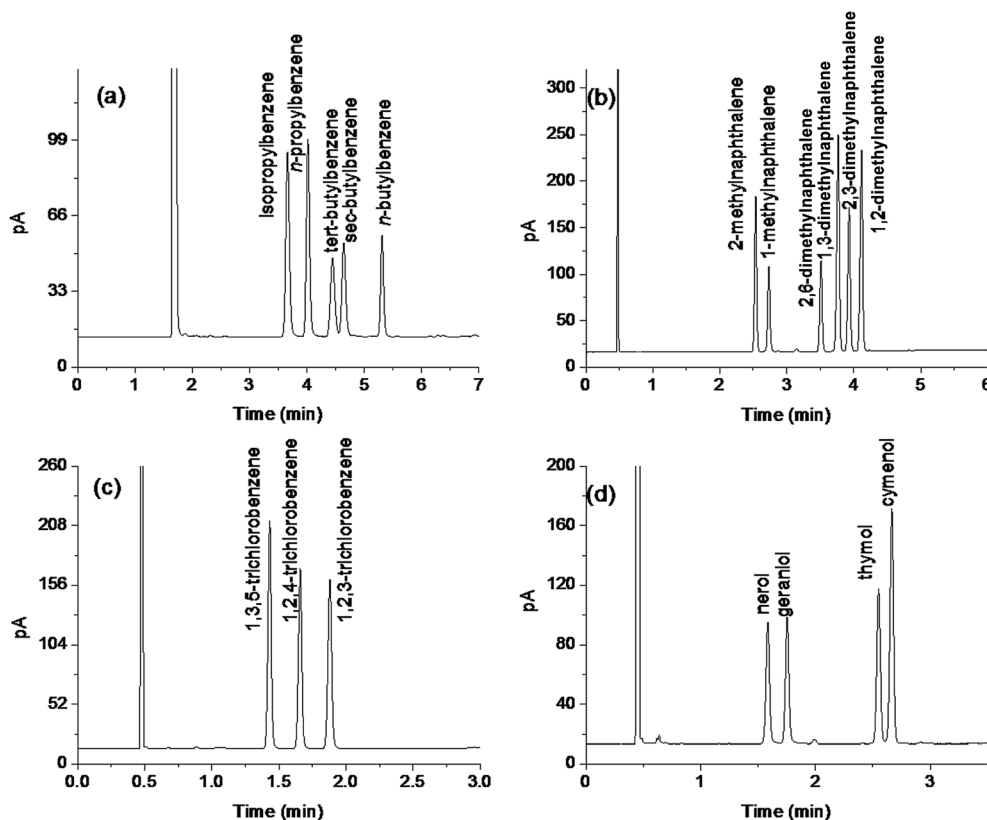 (a)
Isopropylbenzene
n-propylbenzene
tert-butylbenzene
sec-butylbenzene
n-butylbenzene
99
66
33
0
pA
0 1 2 3 4 5 6 7
Time (min)
(b)
2-methylnaphthalene
1-methylnaphthalene
2,6-dimethylnaphthalene
1,3-dimethylnaphthalene
2,3-dimethylnaphthalene
1,2-dimethylnaphthalene
300
250
200
150
100
50
0
pA
0 1 2 3 4 5 6
Time (min)
(c)
1,3,5-trichlorobenzene
1,2,4-trichlorobenzene
1,2,3-trichlorobenzene
260
208
156
104
52
0
pA
0.0 0.5 1.0 1.5 2.0 2.5 3.0
Time (min)
(d)
nerol
geraniol
thymol
cymenol
200
160
120
80
40
0
pA
0 1 2 3
Time (min)